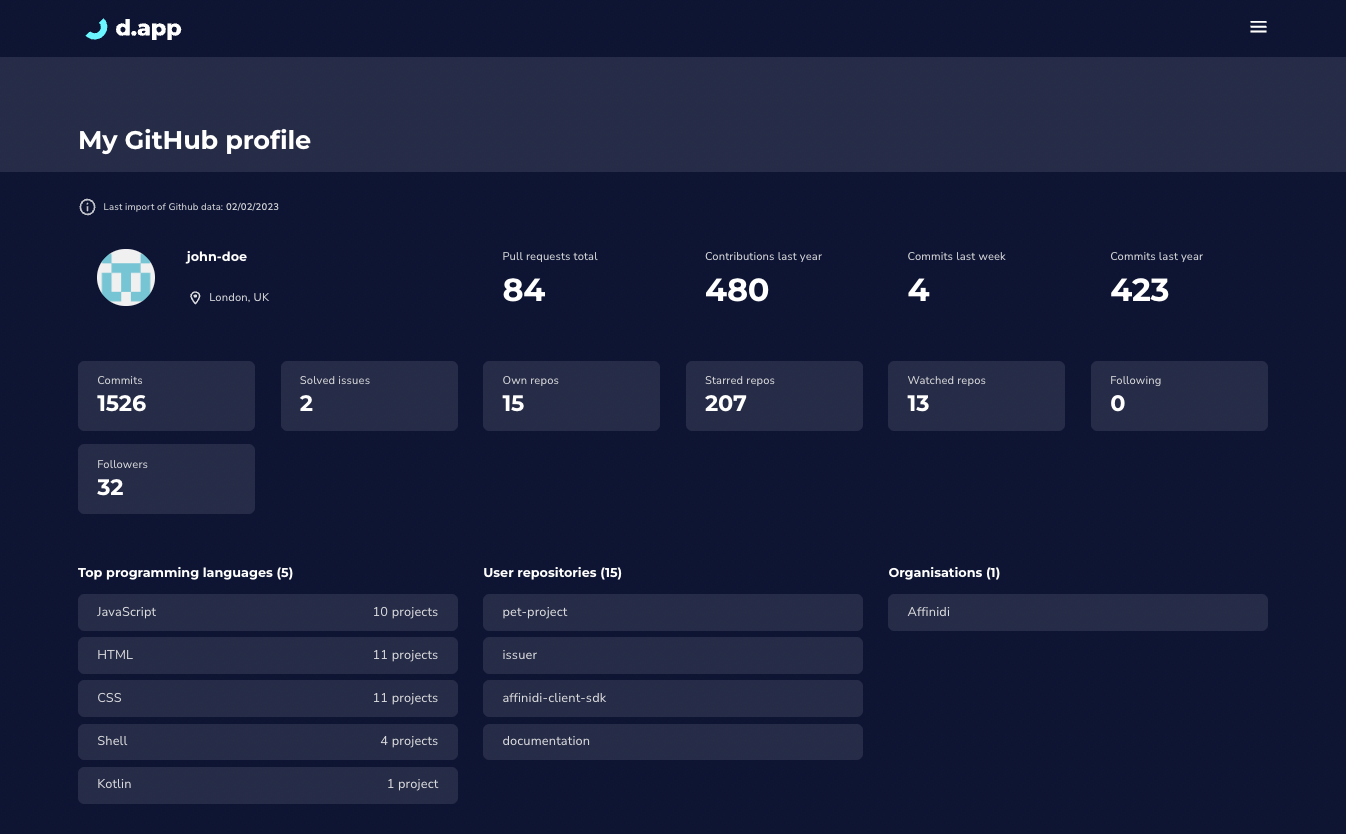 d.app
My GitHub profile
Last import of Github data: 02/02/2023
john-doe
London, UK
Pull requests total
84
Contributions last year
480
Commits last week
4
Commits last year
423
Commits
1526
Solved issues
2
Own repos
15
Starred repos
207
Watched repos
13
Following
0
Followers
32
Top programming languages (5)
JavaScript 10 projects
HTML 11 projects
CSS 11 projects
Shell 4 projects
Kotlin 1 project
User repositories (15)
pet-project
issuer
affinidi-client-sdk
documentation
Organisations (1)
Affinidi